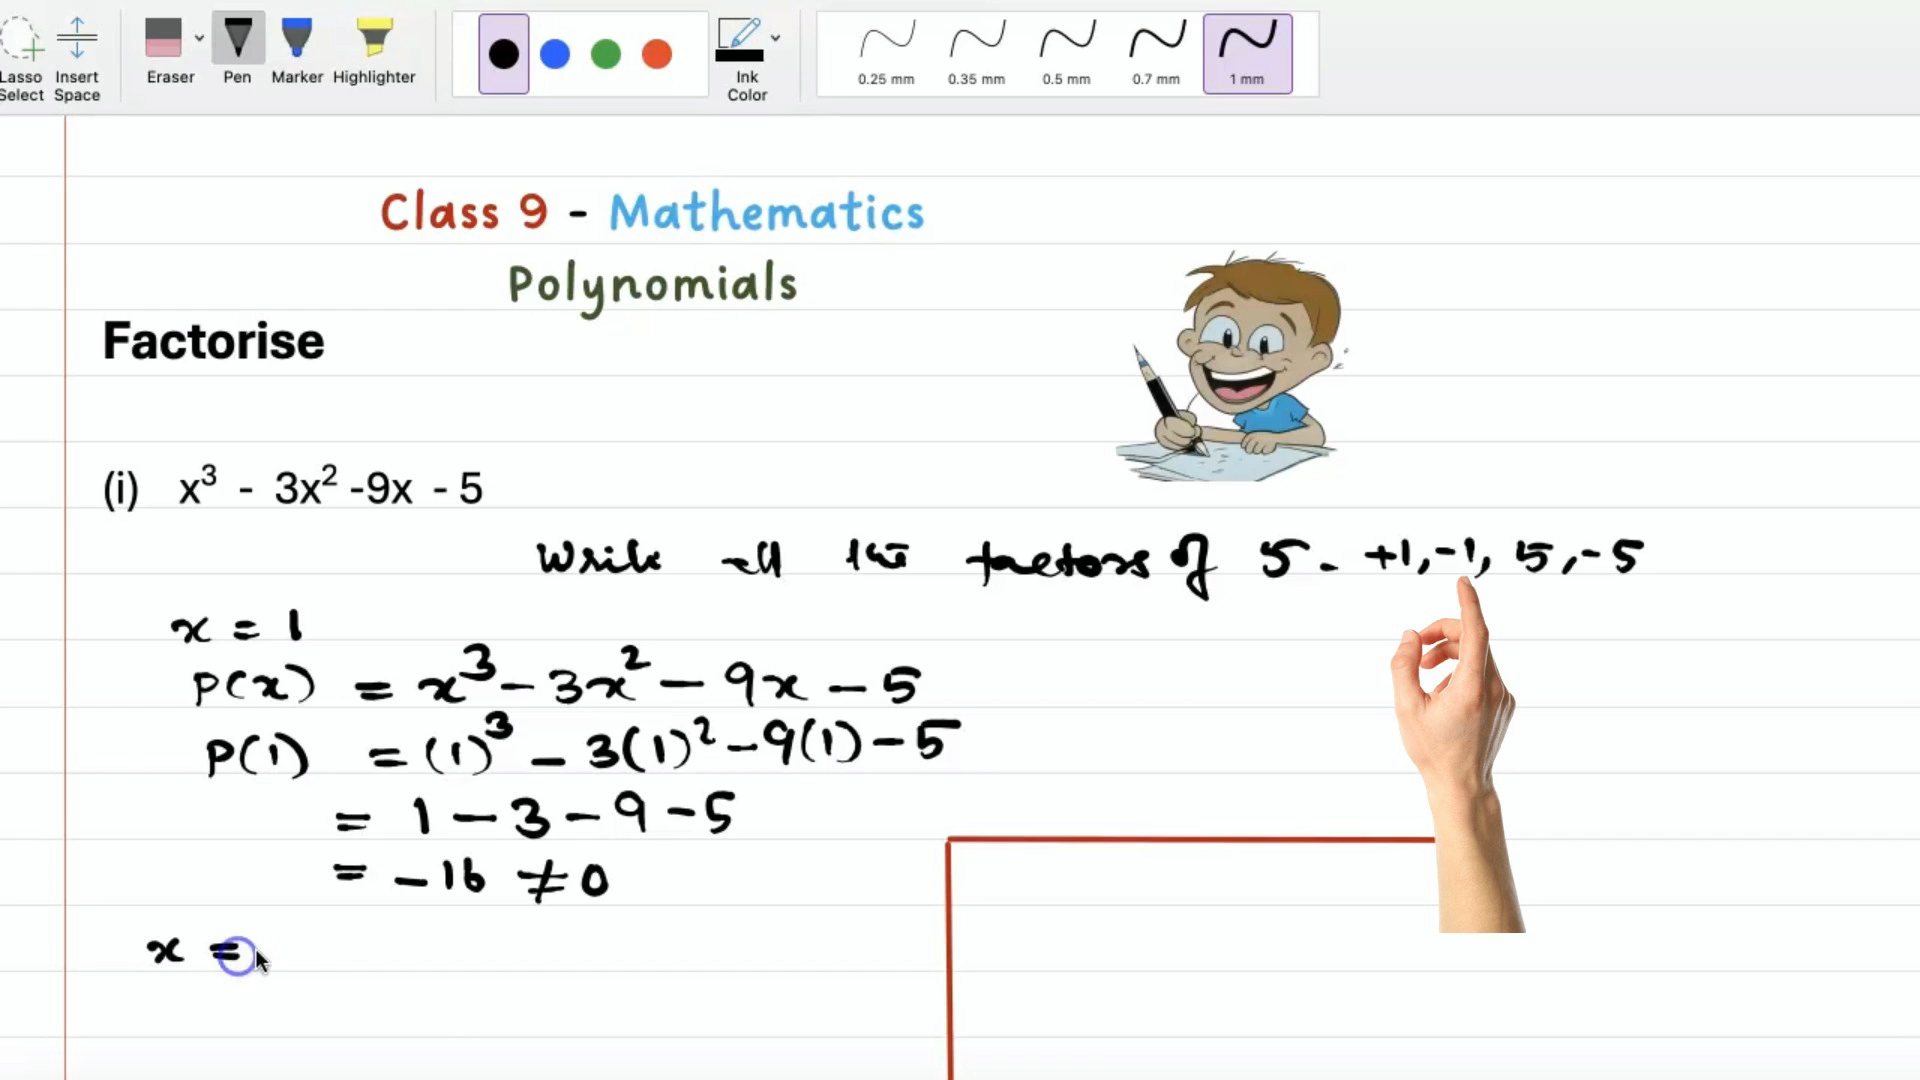 Lasso Select
Insert Space
Eraser
Pen
Marker
Highlighter
Ink Color
0.25 mm
0.35 mm
0.5 mm
0.7 mm
1 mm
Class 9 - Mathematics
Polynomials
Factorise
(i) x³ - 3x² -9x - 5
Write all the factors of 5 - +1, -1, 5, -5
x = 1
P(x) = x³ - 3x² - 9x - 5
P(1) = (1)³ - 3(1)² - 9(1) - 5
= 1 - 3 - 9 - 5
= -16 ≠ 0
x =